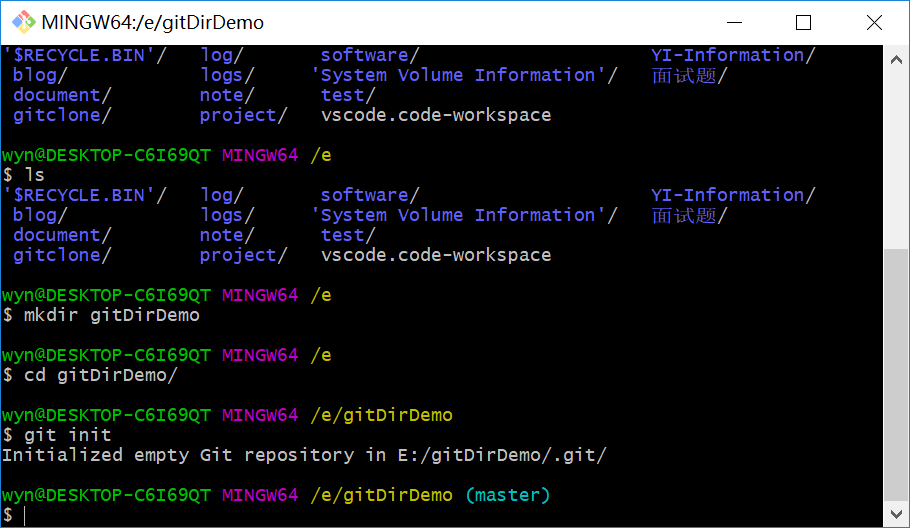 MINGW64:/e/gitDirDemo
'$RECYCLE.BIN'/ log/ software/ YI-Information/
blog/ logs/ 'System Volume Information'/ 面试题/
document/ note/ test/
gitclone/ project/ vscode.code-workspace
wyn@DESKTOP-C6I69QT MINGW64 /e
$ ls
'$RECYCLE.BIN'/ log/ software/ YI-Information/
blog/ logs/ 'System Volume Information'/ 面试题/
document/ note/ test/
gitclone/ project/ vscode.code-workspace
wyn@DESKTOP-C6I69QT MINGW64 /e
$ mkdir gitDirDemo
wyn@DESKTOP-C6I69QT MINGW64 /e
$ cd gitDirDemo/
wyn@DESKTOP-C6I69QT MINGW64 /e/gitDirDemo
$ git init
Initialized empty Git repository in E:/gitDirDemo/.git/
wyn@DESKTOP-C6I69QT MINGW64 /e/gitDirDemo (master)
$